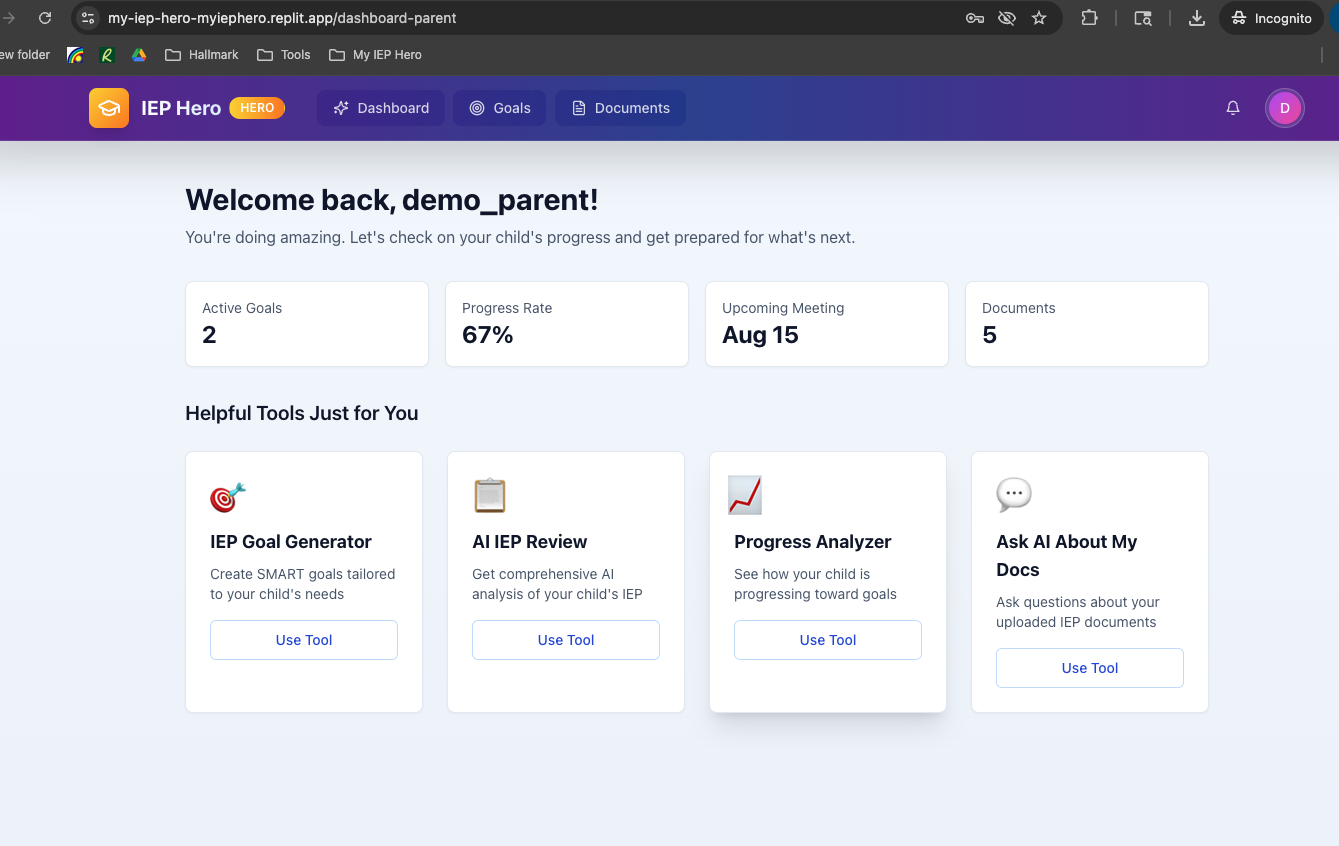 my-iep-hero-myiephero.replit.app/dashboard-parent
Incognito
ew folder
Hallmark
Tools
My IEP Hero
IEP Hero
HERO
Dashboard
Goals
Documents
D
Welcome back, demo_parent!
You're doing amazing. Let's check on your child's progress and get prepared for what's next.
Active Goals
2
Progress Rate
67%
Upcoming Meeting
Aug 15
Documents
5
Helpful Tools Just for You
IEP Goal Generator
Create SMART goals tailored
to your child's needs
Use Tool
AI IEP Review
Get comprehensive AI
analysis of your child's IEP
Use Tool
Progress Analyzer
See how your child is
progressing toward goals
Use Tool
Ask AI About My
Docs
Ask questions about your
uploaded IEP documents
Use Tool